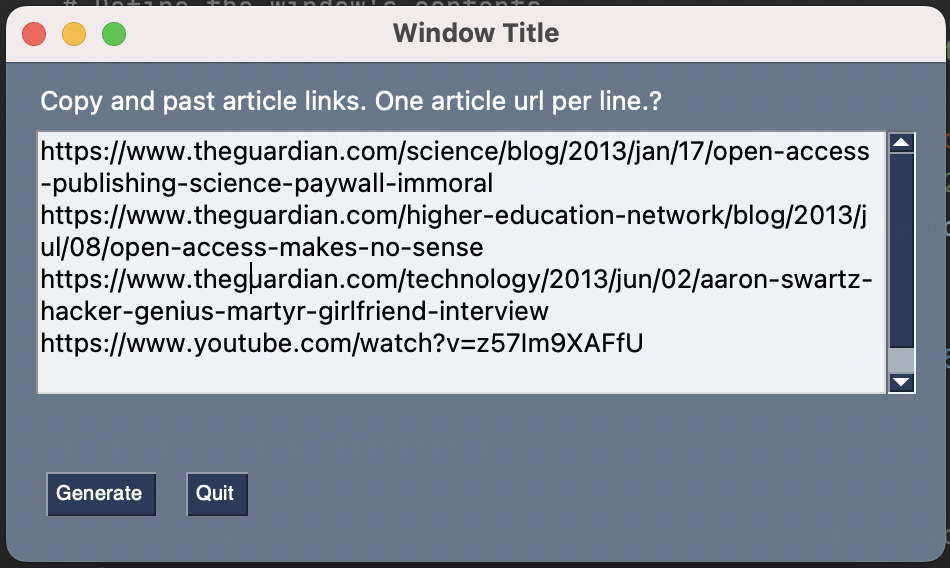 # Define the window's contents
Window Title
Copy and past article links. One article url per line.?
https://www.theguardian.com/science/blog/2013/jan/17/open-access
-publishing-science-paywall-immoral
https://www.theguardian.com/higher-education-network/blog/2013/j
ul/08/open-access-makes-no-sense
https://www.theguardian.com/technology/2013/jun/02/aaron-swartz-
hacker-genius-martyr-girlfriend-interview
https://www.youtube.com/watch?v=z57Im9XAFfU
Generate Quit